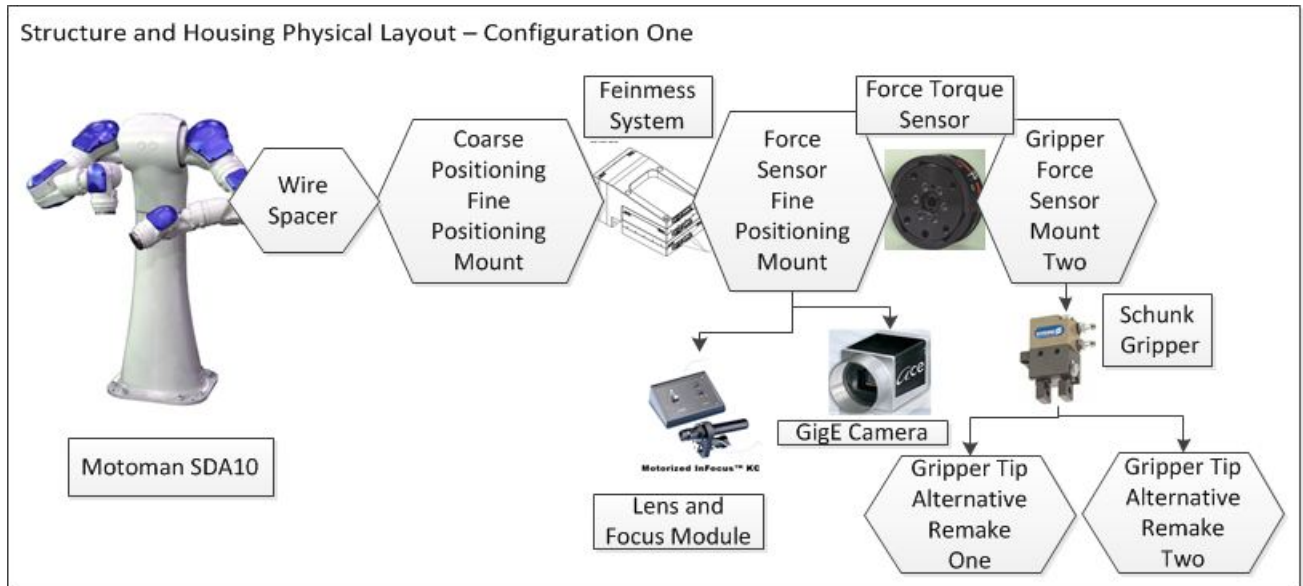 Structure and Housing Physical Layout – Configuration One
Feinmess
System
Force Torque
Sensor
Wire
Spacer
Coarse
Positioning
Fine
Positioning
Mount
Force
Sensor
Fine
Positioning
Mount
Gripper
Force
Sensor
Mount
Two
Schunk
Gripper
ace
GigE Camera
Motorized InFocus™ KC
Lens and
Focus Module
Motoman SDA10
Gripper Tip
Alternative
Remake
One
Gripper Tip
Alternative
Remake
Two